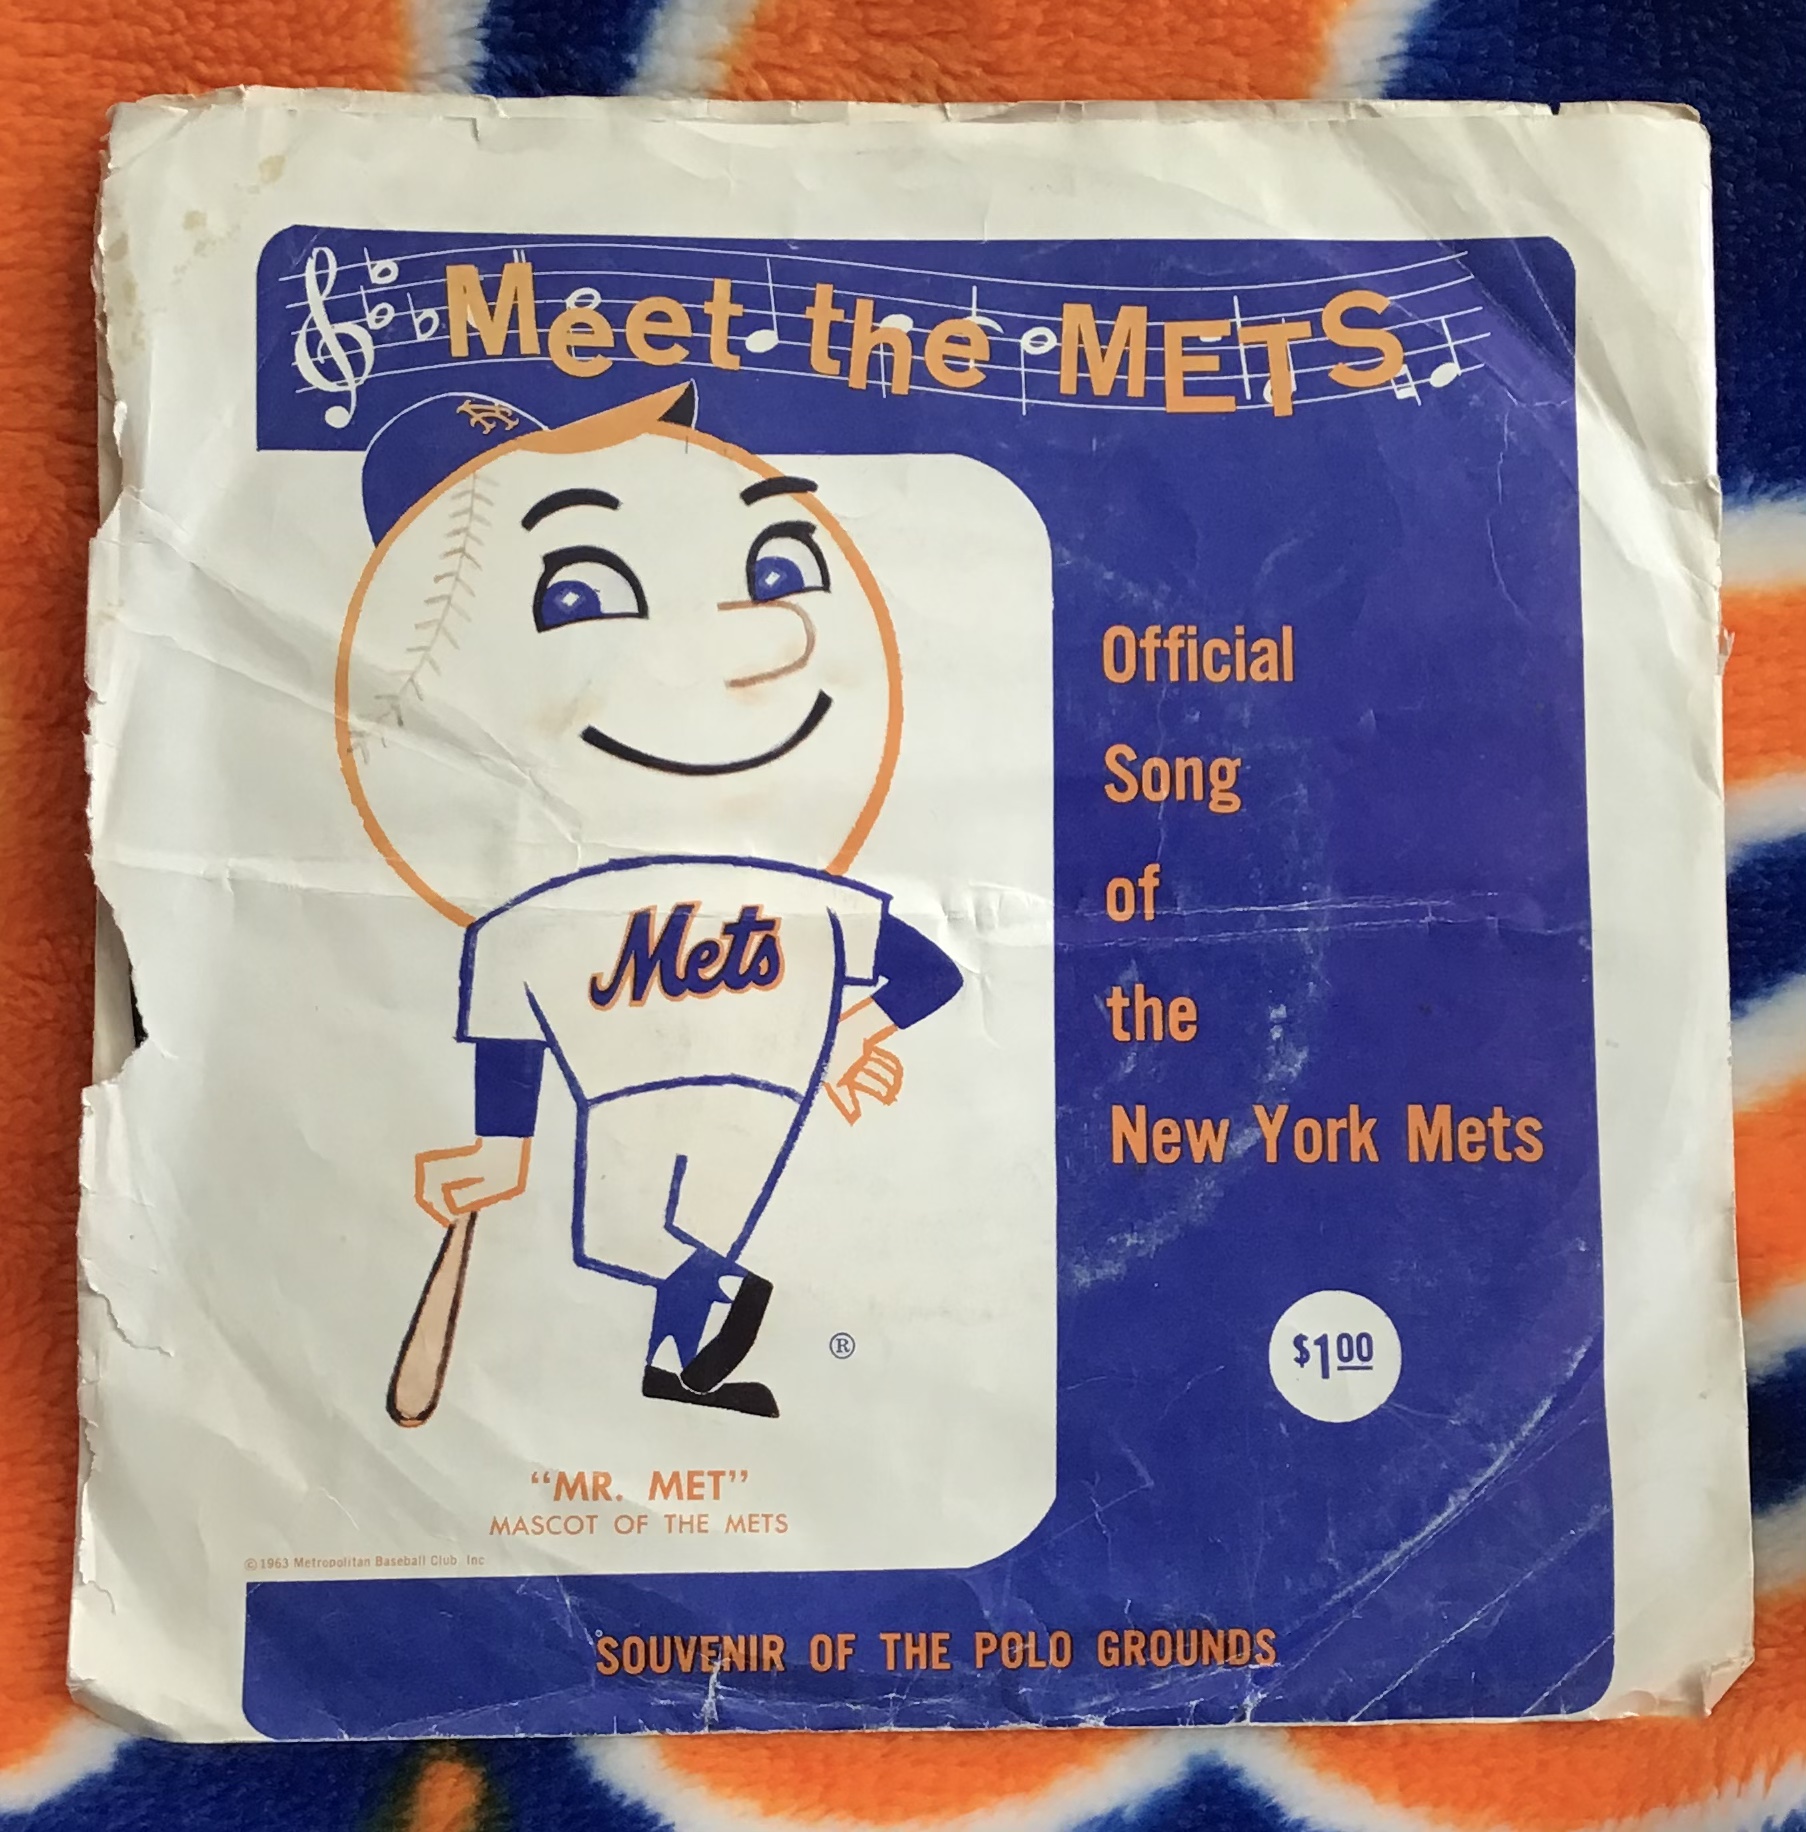 Meet the METS
NY
Official
Song
of
the
New York Mets
Mets
$1.00
®
"MR. MET"
MASCOT OF THE METS
© 1963 Metropolitan Baseball Club, Inc
SOUVENIR OF THE POLO GROUNDS